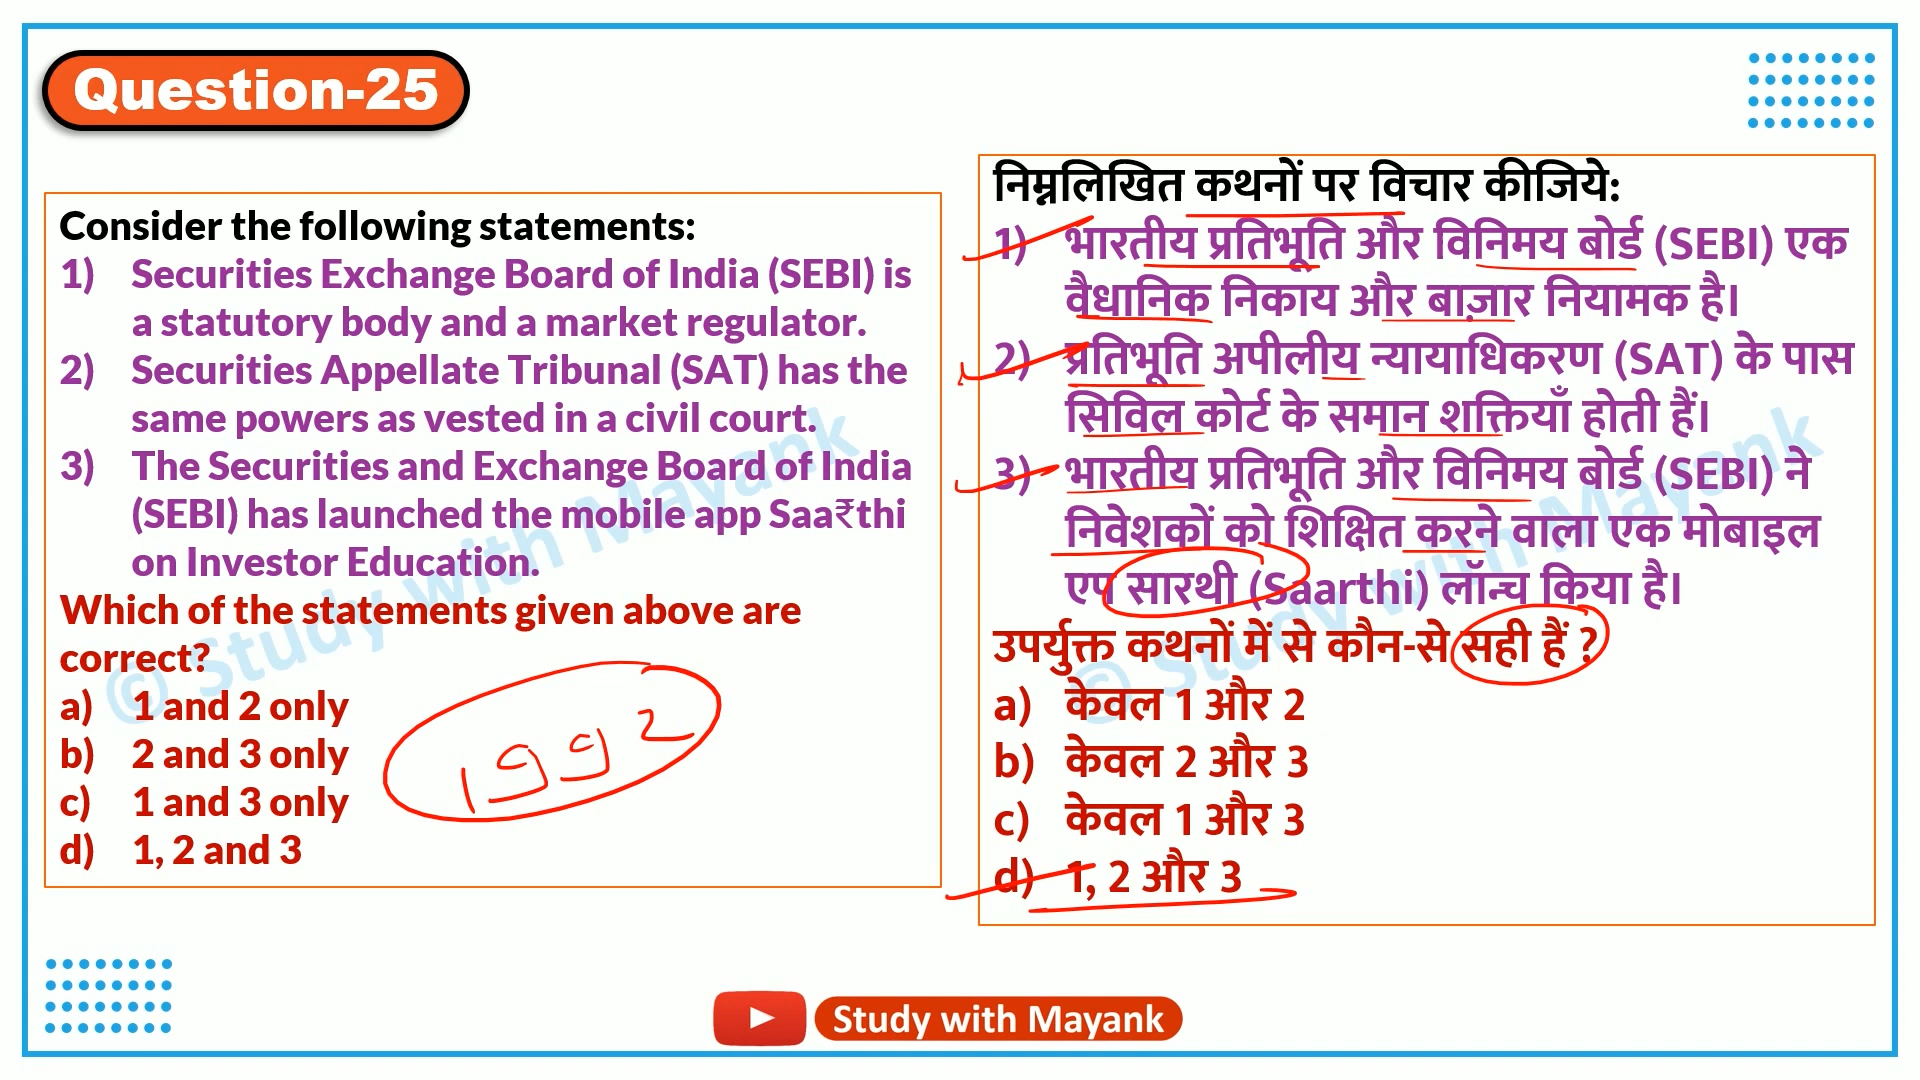 Question-25
Consider the following statements:
1) Securities Exchange Board of India (SEBI) is
a statutory body and a market regulator.
2) Securities Appellate Tribunal (SAT) has the
same powers as vested in a civil court.
3) The Securities and Exchange Board of India
(SEBI) has launched the mobile app Saa₹thi
on Investor Education.
Which of the statements given above are
correct?
a) 1 and 2 only
b) 2 and 3 only
c) 1 and 3 only
d) 1, 2 and 3
1992
© Study with Mayank
निम्नलिखित कथनों पर विचार कीजिये:
1) भारतीय प्रतिभूति और विनिमय बोर्ड (SEBI) एक
वैधानिक निकाय और बाज़ार नियामक है।
2) प्रतिभूति अपीलीय न्यायाधिकरण (SAT) के पास
सिविल कोर्ट के समान शक्तियाँ होती हैं।
3) भारतीय प्रतिभूति और विनिमय बोर्ड (SEBI) ने
निवेशकों को शिक्षित करने वाला एक मोबाइल
एप सारथी (Saarthi) लॉन्च किया है।
उपर्युक्त कथनों में से कौन-से सही हैं ?
a) केवल 1 और 2
b) केवल 2 और 3
c) केवल 1 और 3
d) 1, 2 और 3
© Study with Mayank
Study with Mayank